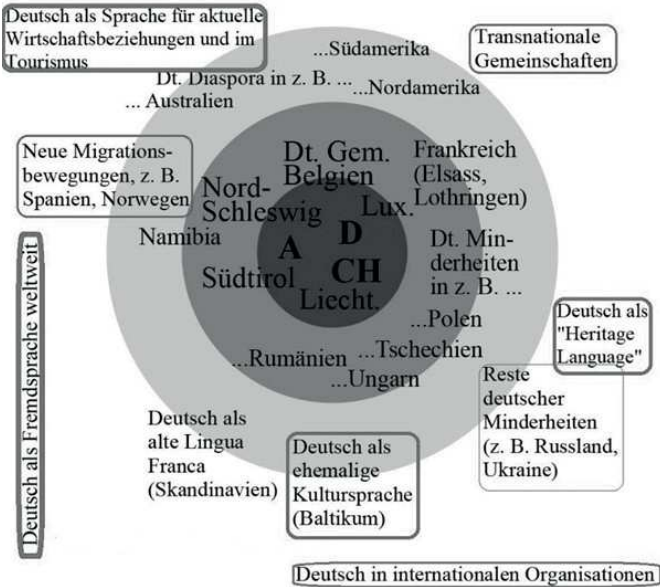 Deutsch als Sprache für aktuelle
Wirtschaftsbeziehungen und im
Tourismus
...Südamerika
Transnationale
Gemeinschaften
Dt. Diaspora in z. B. ...
...Nordamerika
... Australien
Neue Migrations-
bewegungen, z. B.
Spanien, Norwegen
Dt. Gem.
Belgien
Frankreich
(Elsass,
Lothringen)
Nord-
Schleswig
Lux.
Namibia
A
D
CH
Dt. Min-
derheiten
in z. B. ...
Südtirol
Liecht.
...Polen
...Tschechien
...Rumänien
...Ungarn
Deutsch als
"Heritage
Language"
Reste
deutscher
Minderheiten
(z. B. Russland,
Ukraine)
Deutsch als Fremdsprache weltweit
Deutsch als
alte Lingua
Franca
(Skandinavien)
Deutsch als
ehemalige
Kultursprache
(Baltikum)
Deutsch in internationalen Organisationen